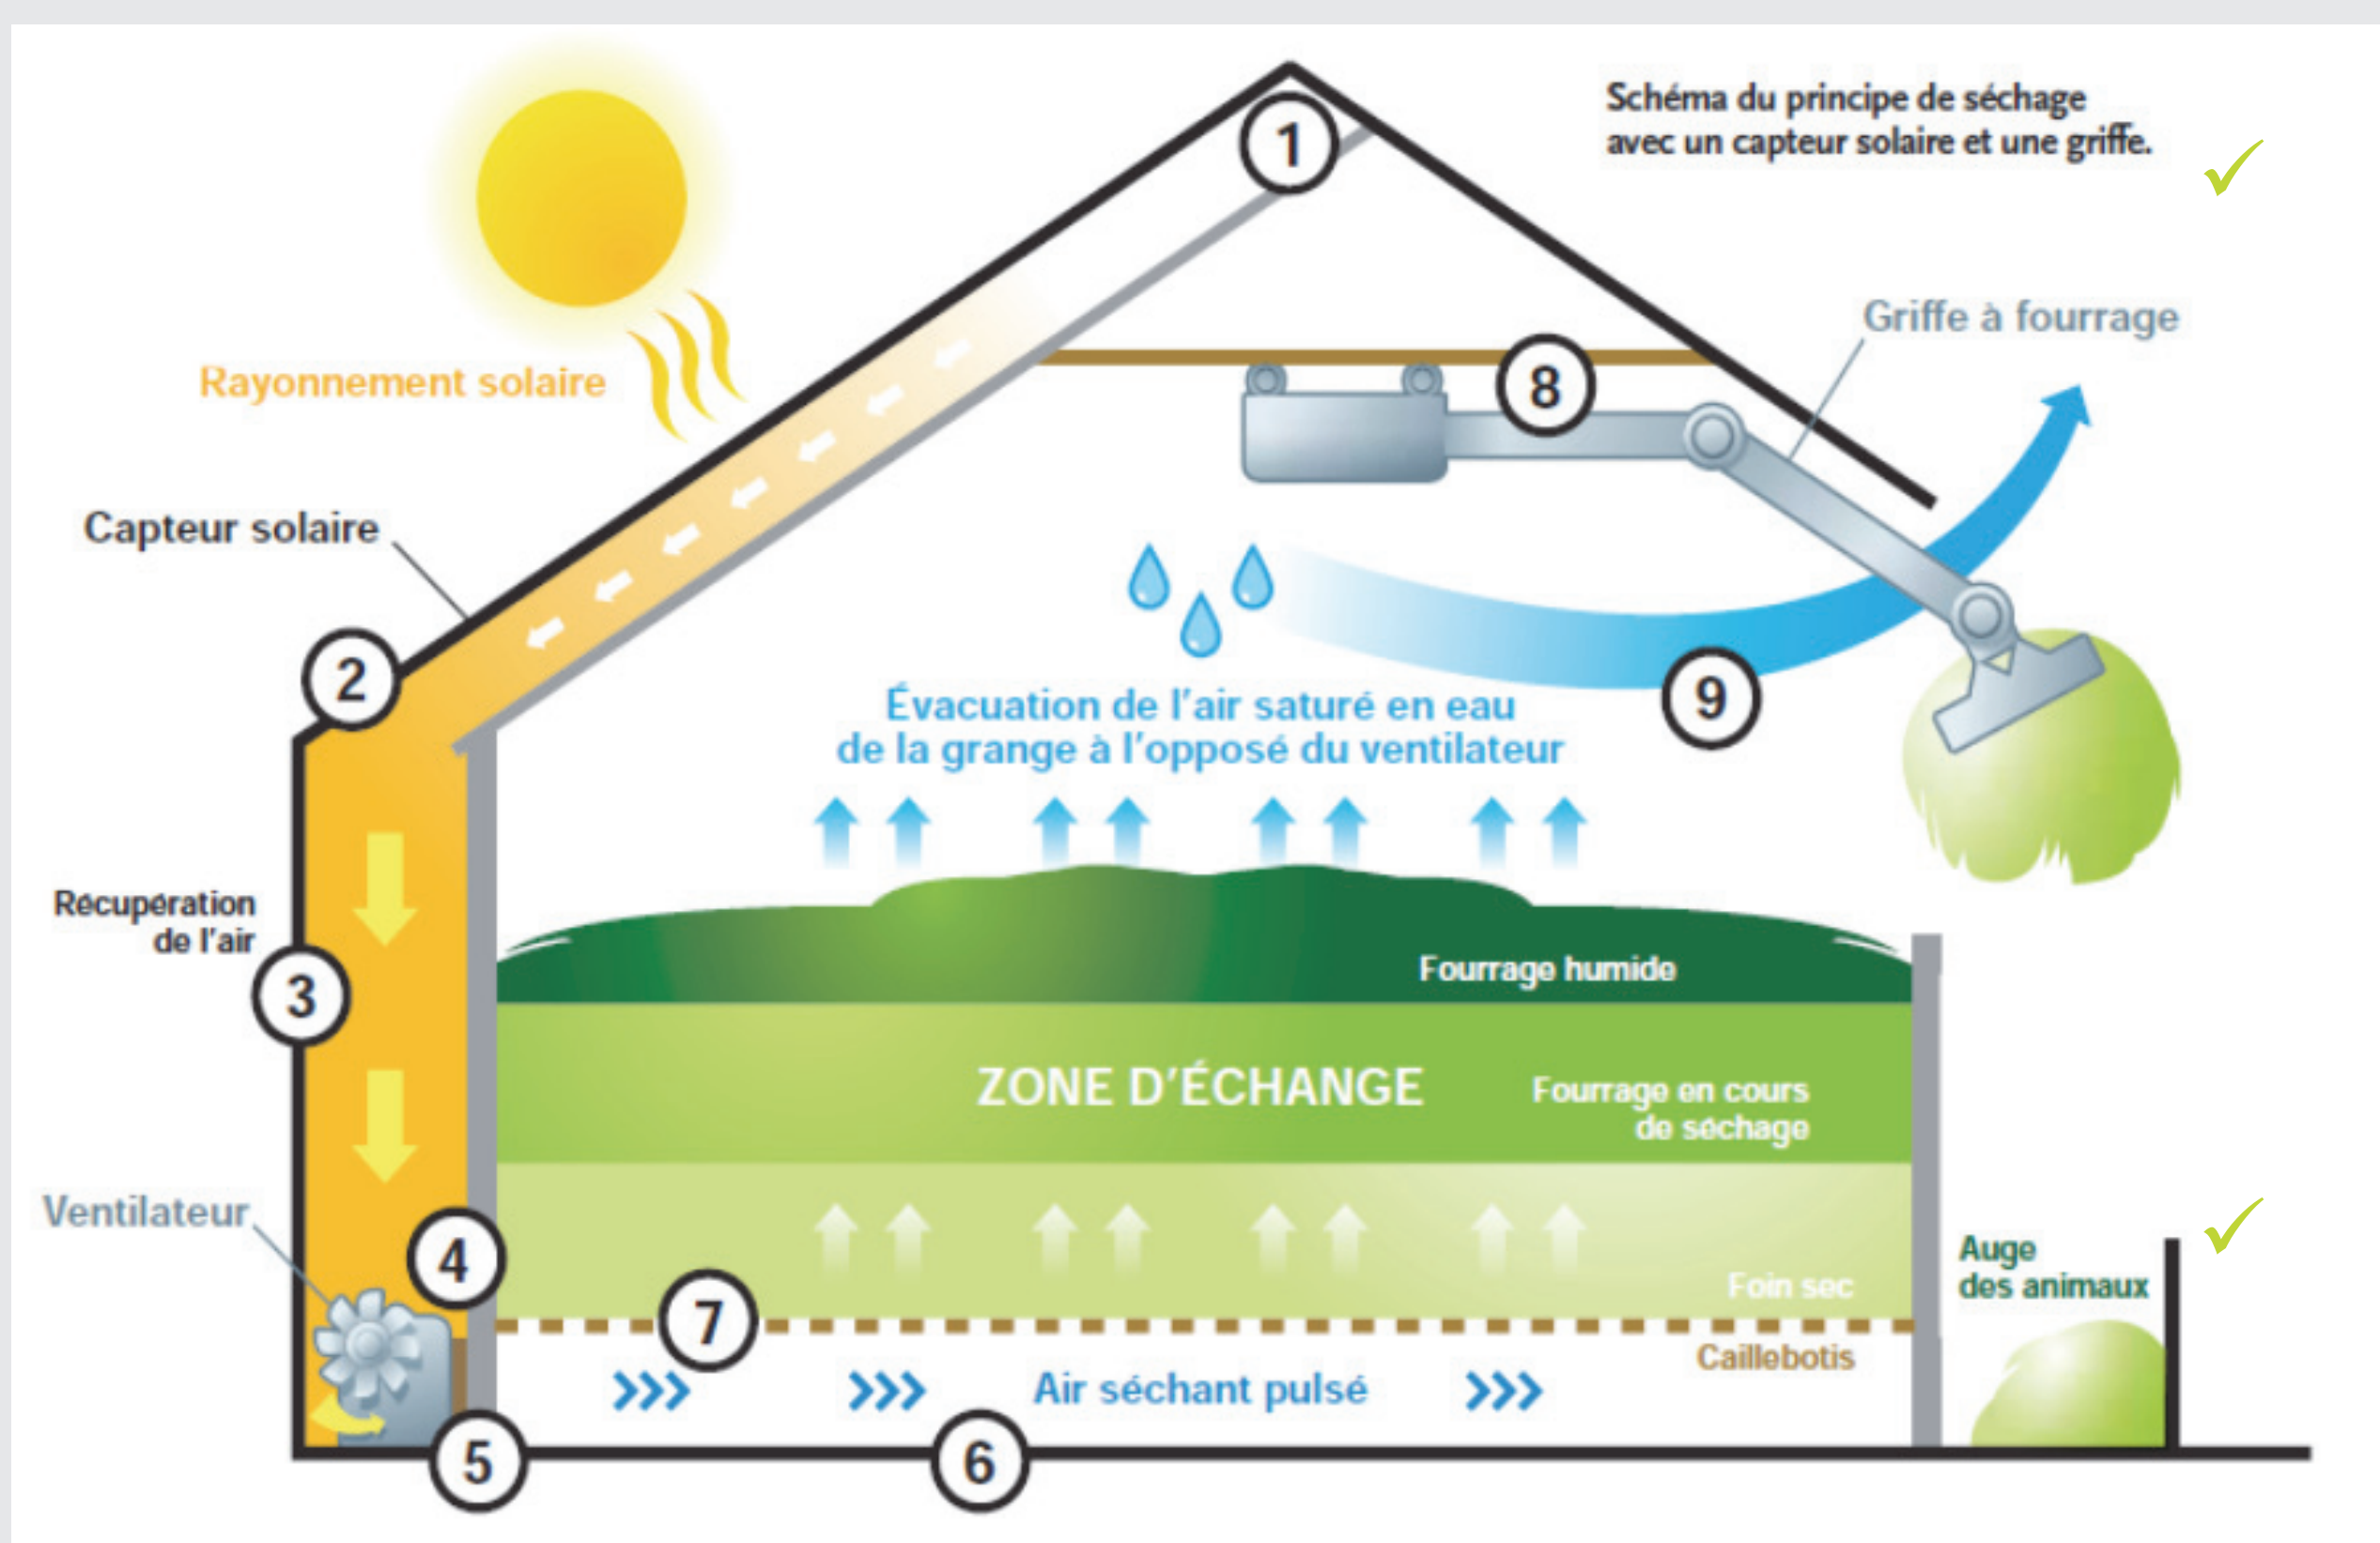 Schéma du principe de séchage
avec un capteur solaire et une griffe.
1
Griffe à fourrage
Rayonnement solaire
8
Capteur solaire
2
9
Évacuation de l'air saturé en eau
de la grange à l'opposé du ventilateur
Récupération
de l'air
3
Fourrage humide
ZONE D'ÉCHANGE
Fourrage en cours
de séchage
Ventilateur
4
Auge
des animaux
Foin sec
7
Caillebotis
Air séchant pulsé
5
6